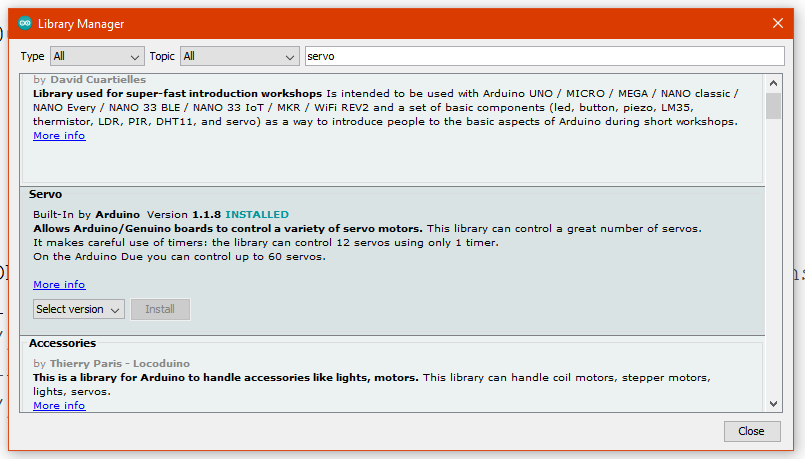 Library Manager
Type All Topic All servo
by David Cuartielles
Library used for super-fast introduction workshops Is intended to be used with Arduino UNO / MICRO / MEGA / NANO classic /
NANO Every / NANO 33 BLE / NANO 33 IoT / MKR / WiFi REV2 and a set of basic components (led, button, piezo, LM35,
thermistor, LDR, PIR, DHT11, and servo) as a way to introduce people to the basic aspects of Arduino during short workshops.
More info
Servo
Built-In by Arduino Version 1.1.8 INSTALLED
Allows Arduino/Genuino boards to control a variety of servo motors. This library can control a great number of servos.
It makes careful use of timers: the library can control 12 servos using only 1 timer.
On the Arduino Due you can control up to 60 servos.
More info
Select version Install
Accessories
by Thierry Paris - Locoduino
This is a library for Arduino to handle accessories like lights, motors. This library can handle coil motors, stepper motors,
lights, servos.
More info
Close